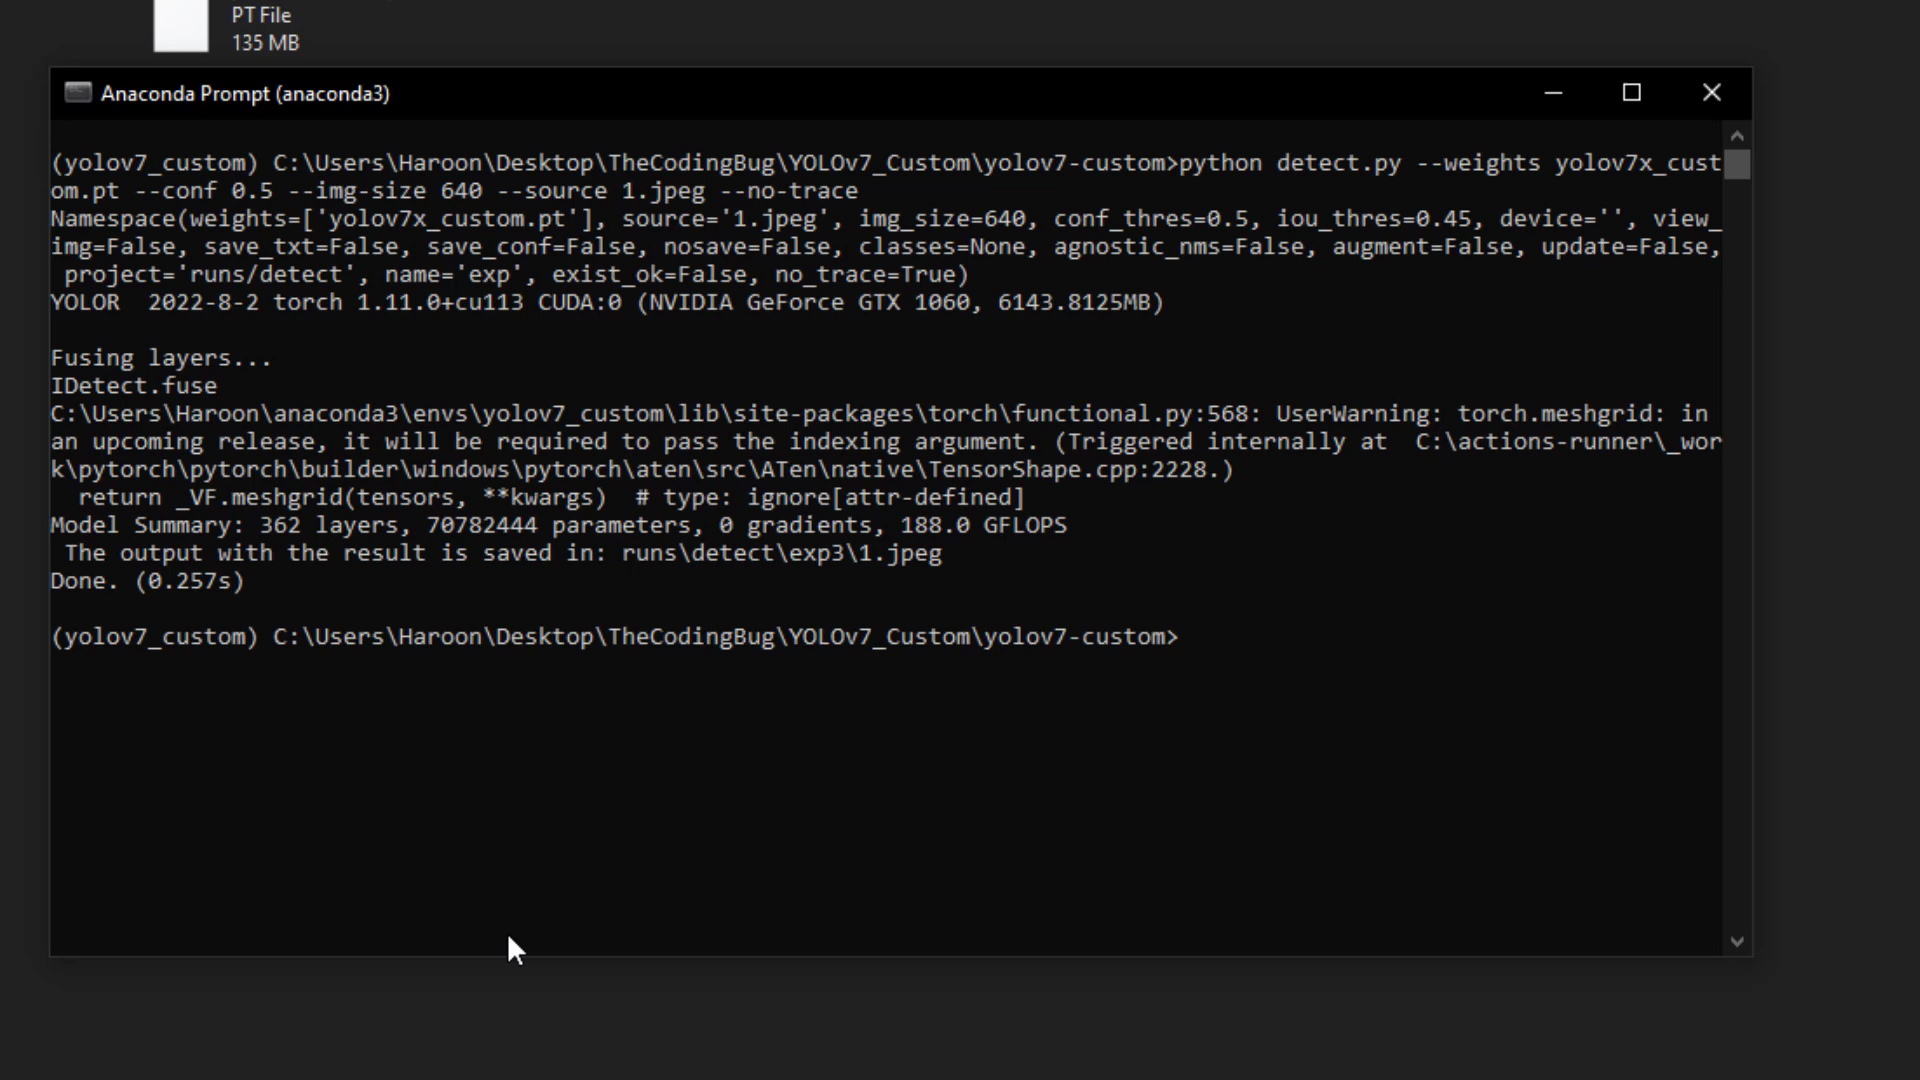 PT File
135 MB
Anaconda Prompt (anaconda3)
(yolov7_custom) C:\Users\Haroon\Desktop\TheCodingBug\YOLOv7_Custom\yolov7-custom>python detect.py --weights yolov7x_cust
om.pt --conf 0.5 --img-size 640 --source 1.jpeg --no-trace
Namespace(weights=['yolov7x_custom.pt'], source='1.jpeg', img_size=640, conf_thres=0.5, iou_thres=0.45, device='', view_
img=False, save_txt=False, save_conf=False, nosave=False, classes=None, agnostic_nms=False, augment=False, update=False,
 project='runs/detect', name='exp', exist_ok=False, no_trace=True)
YOLOR  2022-8-2 torch 1.11.0+cu113 CUDA:0 (NVIDIA GeForce GTX 1060, 6143.8125MB)
Fusing layers...
IDetect.fuse
C:\Users\Haroon\anaconda3\envs\yolov7_custom\lib\site-packages\torch\functional.py:568: UserWarning: torch.meshgrid: in
an upcoming release, it will be required to pass the indexing argument. (Triggered internally at  C:\actions-runner\_wor
k\pytorch\pytorch\builder\windows\pytorch\aten\src\ATen\native\TensorShape.cpp:2228.)
  return _VF.meshgrid(tensors, **kwargs)  # type: ignore[attr-defined]
Model Summary: 362 layers, 70782444 parameters, 0 gradients, 188.0 GFLOPS
 The output with the result is saved in: runs\detect\exp3\1.jpeg
Done. (0.257s)
(yolov7_custom) C:\Users\Haroon\Desktop\TheCodingBug\YOLOv7_Custom\yolov7-custom>